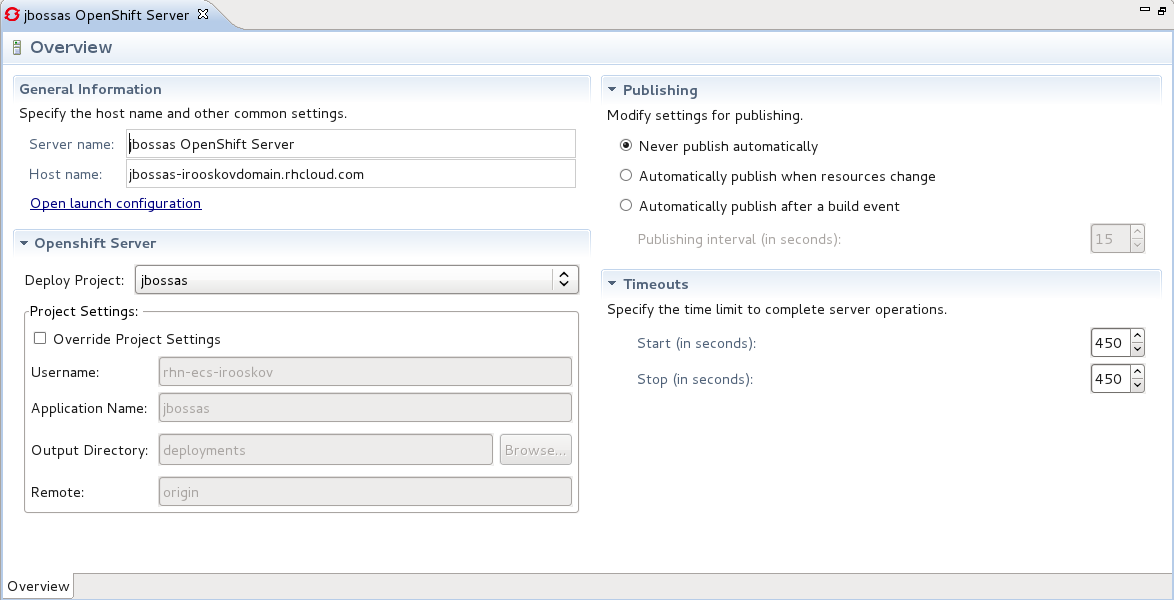 jbossas OpenShift Server
Overview
General Information
Specify the host name and other common settings.
Server name: jbossas OpenShift Server
Host name: jbossas-irooskovdomain.rhcloud.com
Open launch configuration
Openshift Server
Deploy Project: jbossas
Project Settings:
Override Project Settings
Username: rhn-ecs-irooskov
Application Name: jbossas
Output Directory: deployments Browse...
Remote: origin
Publishing
Modify settings for publishing.
Never publish automatically
Automatically publish when resources change
Automatically publish after a build event
Publishing interval (in seconds): 15
Timeouts
Specify the time limit to complete server operations.
Start (in seconds): 450
Stop (in seconds): 450
Overview